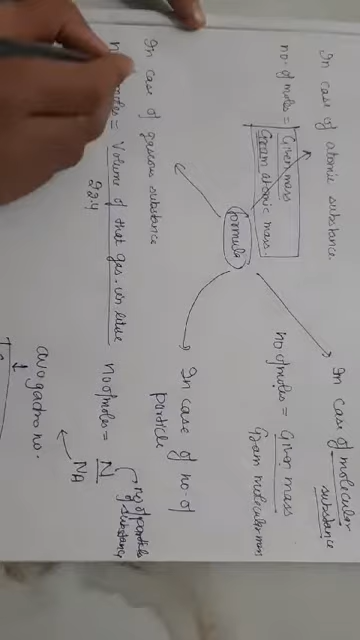 In case of atomic substance.
no. of moles = Given mass
Gram atomic mass.
In case of molecular
substance
no of moles = Given mass
Gram molecular mass
formula
In case of gaseous substance
moles = Volume of that gas. in litre
22.4
In case of no. of
particle
no of moles = N
no of particle
of substance
NA
avogadro no.